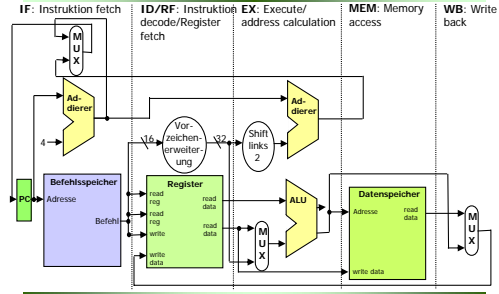 IF: Instruktion fetch
ID/RF: Instruktion
decode/Register
fetch
EX: Execute/
address calculation
MEM: Memory
access
WB: Write
back
M
U
X
Ad-
dierer
4
16
Vor-
zeichen-
erweiter-
ung
32
Shift
links
2
Ad-
dierer
PC
Befehlsspeicher
Adresse
Befehl
Register
read
reg
read
reg
write
write
data
read
data
read
data
M
U
X
ALU
Datenspeicher
Adresse
read
data
write data
M
U
X